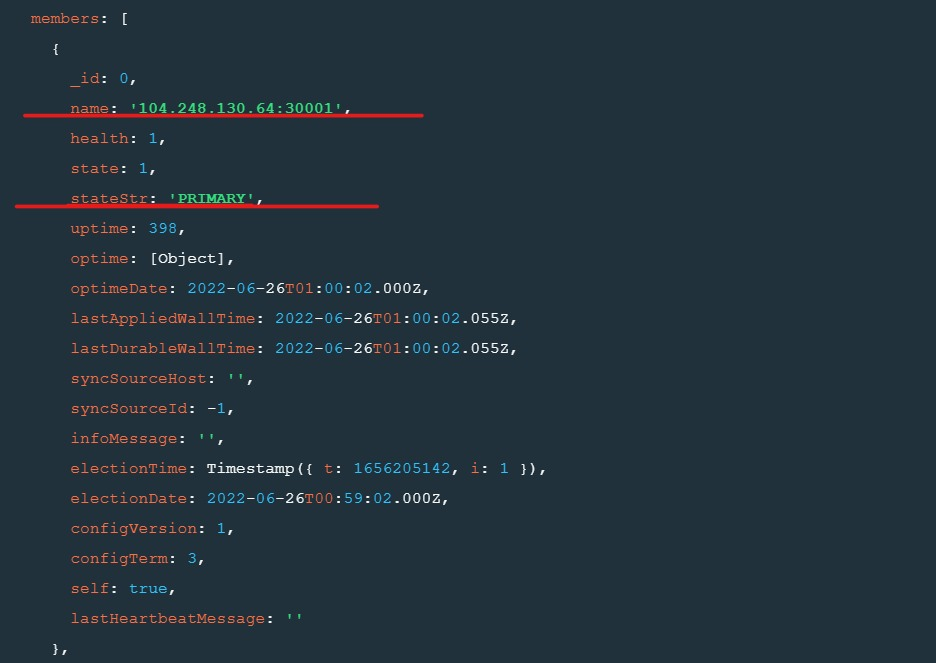 members: [
{
_id: 0,
name: '104.248.130.64:30001',
health: 1,
state: 1,
stateStr: 'PRIMARY',
uptime: 398,
optime: [Object],
optimeDate: 2022-06-26T01:00:02.000Z,
lastAppliedWallTime: 2022-06-26T01:00:02.055Z,
lastDurableWallTime: 2022-06-26T01:00:02.055Z,
syncSourceHost: '',
syncSourceId: -1,
infoMessage: '',
electionTime: Timestamp({ t: 1656205142, i: 1 }),
electionDate: 2022-06-26T00:59:02.000Z,
configVersion: 1,
configTerm: 3,
self: true,
lastHeartbeatMessage: ''
},